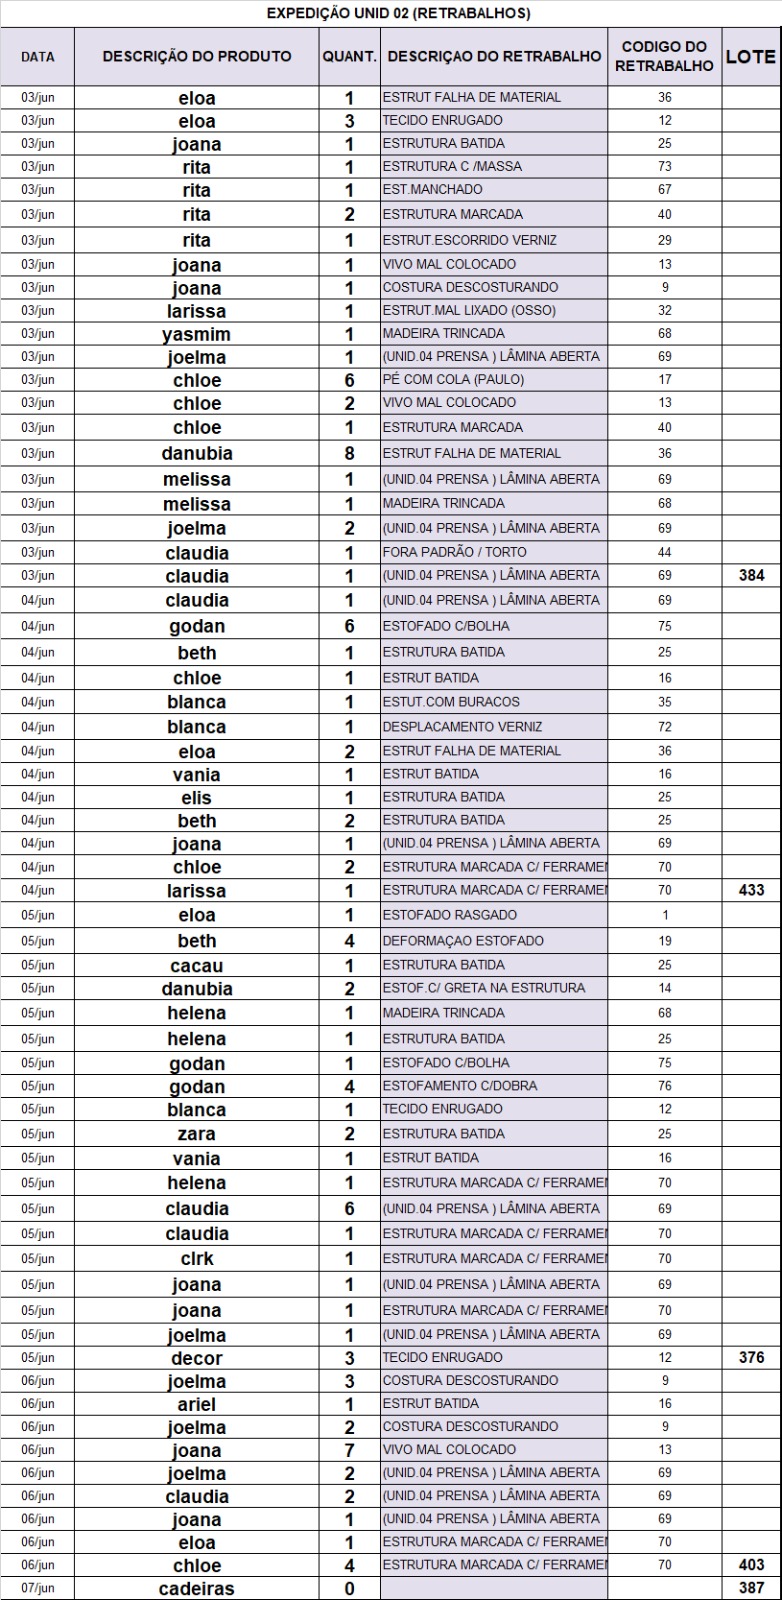 EXPEDIÇÃO UNID 02 (RETRABALHOS)
DATA DESCRIÇÃO DO PRODUTO QUANT. DESCRIÇAO DO RETRABALHO CODIGO DO RETRABALHO LOTE
03/jun eloa 1 ESTRUT FALHA DE MATERIAL 36
03/jun eloa 3 TECIDO ENRUGADO 12
03/jun joana 1 ESTRUTURA BATIDA 25
03/jun rita 1 ESTRUTURA C /MASSA 73
03/jun rita 1 EST.MANCHADO 67
03/jun rita 2 ESTRUTURA MARCADA 40
03/jun rita 1 ESTRUT.ESCORRIDO VERNIZ 29
03/jun joana 1 VIVO MAL COLOCADO 13
03/jun joana 1 COSTURA DESCOSTURANDO 9
03/jun larissa 1 ESTRUT.MAL LIXADO (OSSO) 32
03/jun yasmim 1 MADEIRA TRINCADA 68
03/jun joelma 1 (UNID.04 PRENSA ) LÂMINA ABERTA 69
03/jun chloe 6 PÉ COM COLA (PAULO) 17
03/jun chloe 2 VIVO MAL COLOCADO 13
03/jun chloe 1 ESTRUTURA MARCADA 40
03/jun danubia 8 ESTRUT FALHA DE MATERIAL 36
03/jun melissa 1 (UNID.04 PRENSA ) LÂMINA ABERTA 69
03/jun melissa 1 MADEIRA TRINCADA 68
03/jun joelma 2 (UNID.04 PRENSA ) LÂMINA ABERTA 69
03/jun claudia 1 FORA PADRÃO / TORTO 44
03/jun claudia 1 (UNID.04 PRENSA ) LÂMINA ABERTA 69 384
04/jun claudia 1 (UNID.04 PRENSA ) LÂMINA ABERTA 69
04/jun godan 6 ESTOFADO C/BOLHA 75
04/jun beth 1 ESTRUTURA BATIDA 25
04/jun chloe 1 ESTRUT BATIDA 16
04/jun blanca 1 ESTUT.COM BURACOS 35
04/jun blanca 1 DESPLACAMENTO VERNIZ 72
04/jun eloa 2 ESTRUT FALHA DE MATERIAL 36
04/jun vania 1 ESTRUT BATIDA 16
04/jun elis 1 ESTRUTURA BATIDA 25
04/jun beth 2 ESTRUTURA BATIDA 25
04/jun joana 1 (UNID.04 PRENSA ) LÂMINA ABERTA 69
04/jun chloe 2 ESTRUTURA MARCADA C/ FERRAMEN 70
04/jun larissa 1 ESTRUTURA MARCADA C/ FERRAMEN 70 433
05/jun eloa 1 ESTOFADO RASGADO 1
05/jun beth 4 DEFORMAÇAO ESTOFADO 19
05/jun cacau 1 ESTRUTURA BATIDA 25
05/jun danubia 2 ESTOF.C/ GRETA NA ESTRUTURA 14
05/jun helena 1 MADEIRA TRINCADA 68
05/jun helena 1 ESTRUTURA BATIDA 25
05/jun godan 1 ESTOFADO C/BOLHA 75
05/jun godan 4 ESTOFAMENTO C/DOBRA 76
05/jun blanca 1 TECIDO ENRUGADO 12
05/jun zara 2 ESTRUTURA BATIDA 25
05/jun vania 1 ESTRUT BATIDA 16
05/jun helena 1 ESTRUTURA MARCADA C/ FERRAMEN 70
05/jun claudia 6 (UNID.04 PRENSA ) LÂMINA ABERTA 69
05/jun claudia 1 ESTRUTURA MARCADA C/ FERRAMEN 70
05/jun clrk 1 ESTRUTURA MARCADA C/ FERRAMEN 70
05/jun joana 1 (UNID.04 PRENSA ) LÂMINA ABERTA 69
05/jun joana 1 ESTRUTURA MARCADA C/ FERRAMEN 70
05/jun joelma 1 (UNID.04 PRENSA ) LÂMINA ABERTA 69
05/jun decor 3 TECIDO ENRUGADO 12 376
06/jun joelma 3 COSTURA DESCOSTURANDO 9
06/jun ariel 1 ESTRUT BATIDA 16
06/jun joelma 2 COSTURA DESCOSTURANDO 9
06/jun joana 7 VIVO MAL COLOCADO 13
06/jun joelma 2 (UNID.04 PRENSA ) LÂMINA ABERTA 69
06/jun claudia 2 (UNID.04 PRENSA ) LÂMINA ABERTA 69
06/jun joana 1 (UNID.04 PRENSA ) LÂMINA ABERTA 69
06/jun eloa 1 ESTRUTURA MARCADA C/ FERRAMEN 70
06/jun chloe 4 ESTRUTURA MARCADA C/ FERRAMEN 70 403
07/jun cadeiras 0 387